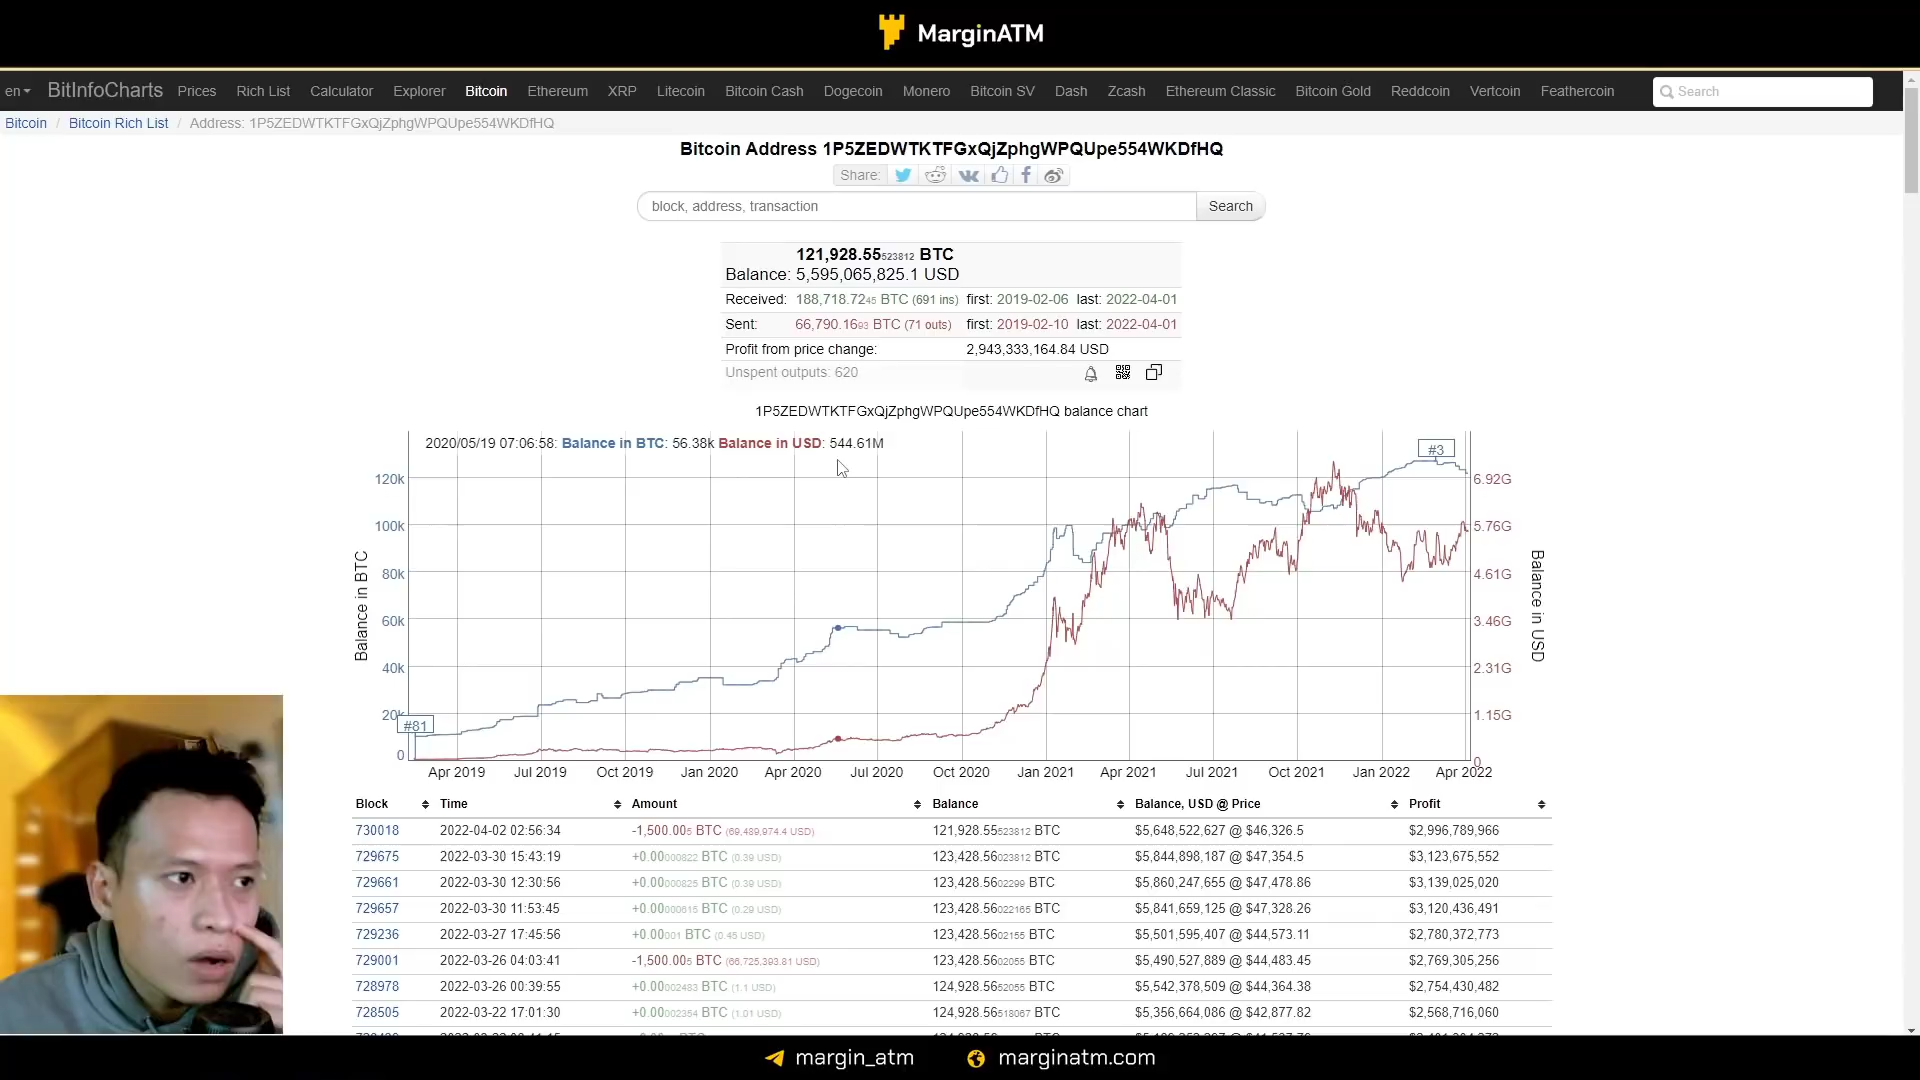 MarginATM
en BitInfoCharts Prices Rich List Calculator Explorer Bitcoin Ethereum XRP Litecoin Bitcoin Cash Dogecoin Monero Bitcoin SV Dash Zcash Ethereum Classic Bitcoin Gold Reddcoin Vertcoin Feathercoin Search
Bitcoin / Bitcoin Rich List / Address: 1P5ZEDWTKTFGxQjZphgWPQUpe554WKDfHQ
Bitcoin Address 1P5ZEDWTKTFGxQjZphgWPQUpe554WKDfHQ
Share:
block, address, transaction Search
121,928.55523812 BTC
Balance: 5,595,065,825.1 USD
Received: 188,718.7245 BTC (691 ins) first: 2019-02-06 last: 2022-04-01
Sent: 66,790.1693 BTC (71 outs) first: 2019-02-10 last: 2022-04-01
Profit from price change: 2,943,333,164.84 USD
Unspent outputs: 620
1P5ZEDWTKTFGxQjZphgWPQUpe554WKDfHQ balance chart
2020/05/19 07:06:58: Balance in BTC: 56.38k Balance in USD: 544.61M
#3
120k 6.92G
100k 5.76G
80k 4.61G
60k 3.46G
40k 2.31G
20k 1.15G
#81
0 0
Balance in BTC
Balance in USD
Apr 2019 Jul 2019 Oct 2019 Jan 2020 Apr 2020 Jul 2020 Oct 2020 Jan 2021 Apr 2021 Jul 2021 Oct 2021 Jan 2022 Apr 2022
Block Time Amount Balance Balance, USD @ Price Profit
730018 2022-04-02 02:56:34 -1,500.005 BTC (69,489,974.4 USD) 121,928.55523812 BTC $5,648,522,627 @ $46,326.5 $2,996,789,966
729675 2022-03-30 15:43:19 +0.00000822 BTC (0.39 USD) 123,428.56023812 BTC $5,844,898,187 @ $47,354.5 $3,123,675,552
729661 2022-03-30 12:30:56 +0.00000825 BTC (0.39 USD) 123,428.5602299 BTC $5,860,247,655 @ $47,478.86 $3,139,025,020
729657 2022-03-30 11:53:45 +0.00000615 BTC (0.29 USD) 123,428.56022165 BTC $5,841,659,125 @ $47,328.26 $3,120,436,491
729236 2022-03-27 17:45:56 +0.00001 BTC (0.45 USD) 123,428.5602155 BTC $5,501,595,407 @ $44,573.11 $2,780,372,773
729001 2022-03-26 04:03:41 -1,500.005 BTC (66,725,393.81 USD) 123,428.5602055 BTC $5,490,527,889 @ $44,483.45 $2,769,305,256
728978 2022-03-26 00:39:55 +0.00002483 BTC (1.1 USD) 124,928.5652055 BTC $5,542,378,509 @ $44,364.38 $2,754,430,482
728505 2022-03-22 17:01:30 +0.00002354 BTC (1.01 USD) 124,928.56518067 BTC $5,356,664,086 @ $42,877.82 $2,568,716,060
margin_atm marginatm.com